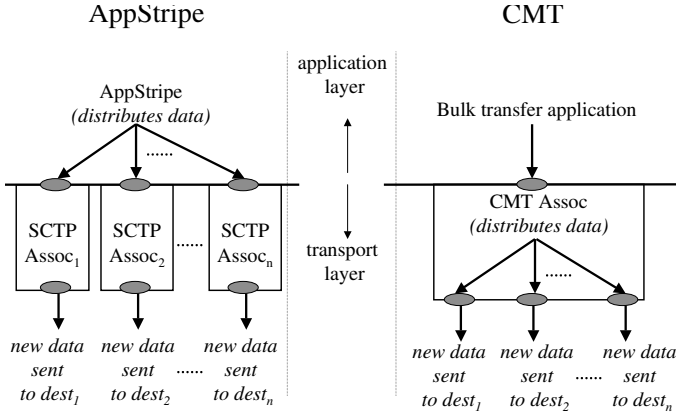 AppStripe
CMT
application
layer
AppStripe
(distributes data)
......
Bulk transfer application
SCTP
Assoc1
SCTP
Assoc2
......
SCTP
Assocn
transport
layer
CMT Assoc
(distributes data)
......
new data
sent
to dest1
new data
sent
to dest2
......
new data
sent
to destn
new data
sent
to dest1
new data
sent
to dest2
......
new data
sent
to destn